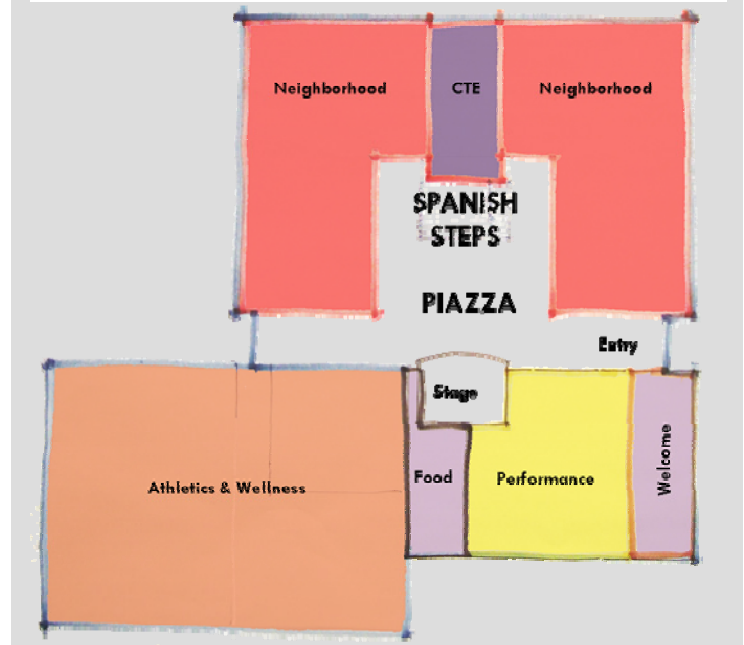 Neighborhood
CTE
Neighborhood
SPANISH
STEPS
PIAZZA
Entry
Stage
Food
Performance
Welcome
Athletics & Wellness